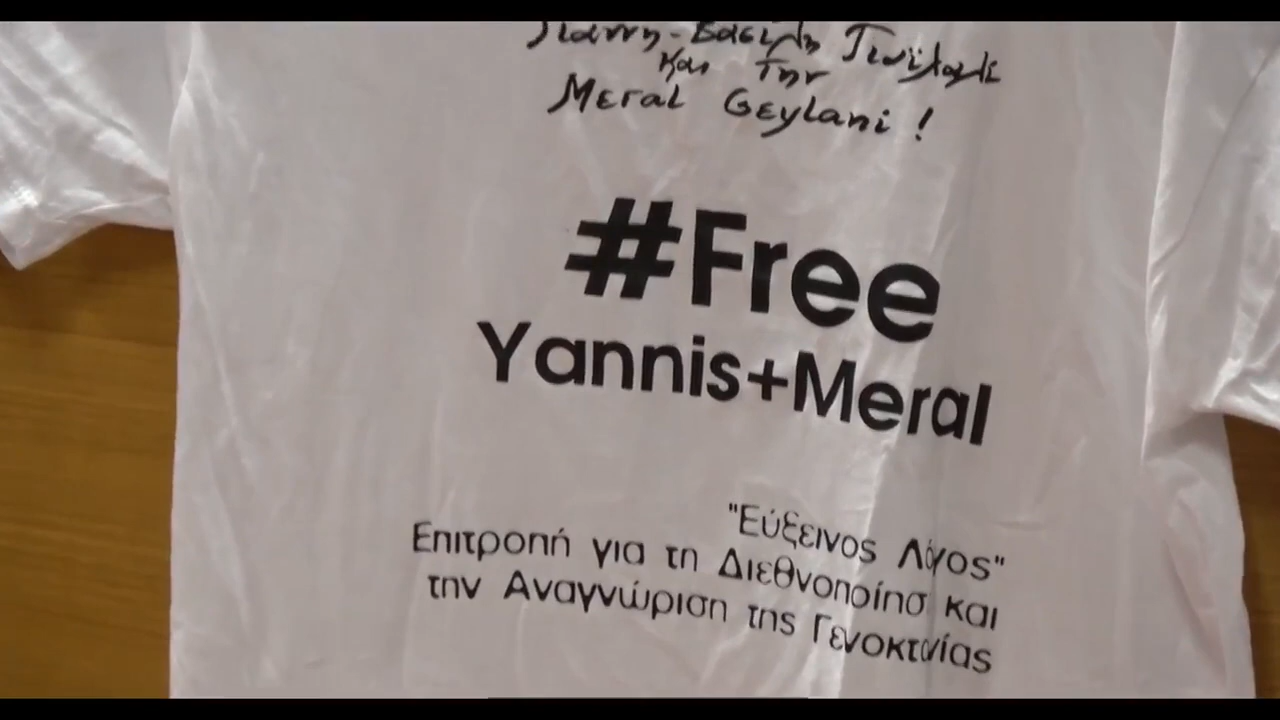 Γιάννη-Βασίλη Γιαϊλαλί
και την
Meral Geylani !
#Free
Yannis+Meral
"Εύξεινος Λόγος"
Επιτροπή για τη Διεθνοποίησ και
την Αναγνώριση της Γενοκτονίας